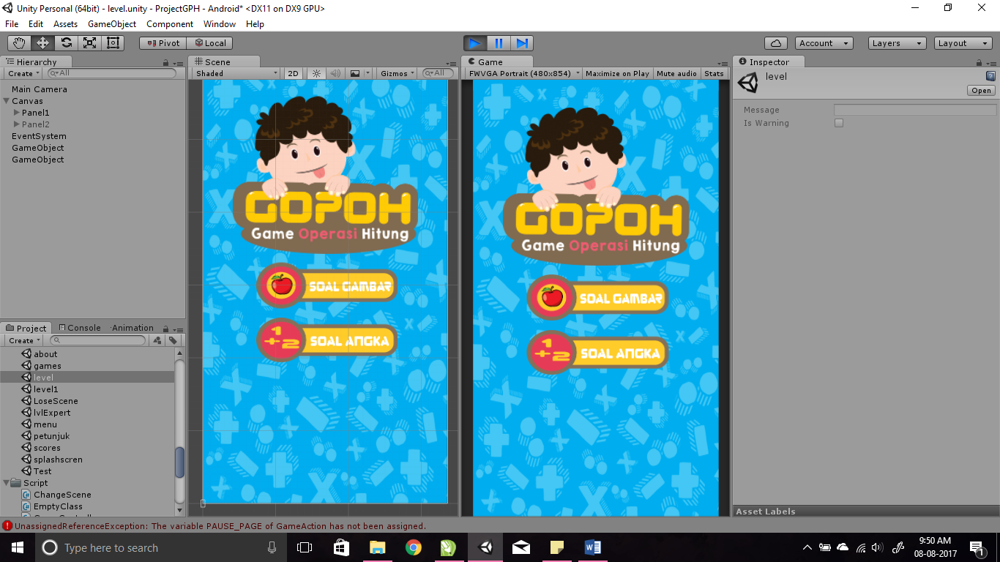 Unity Personal (64bit) - level.unity - ProjectGPH - Android* <DX11 on DX9 GPU>
File Edit Assets GameObject Component Window Help
Pivot Local Account Layers Layout
Hierarchy
Create All
Main Camera
Canvas
Panel1
Panel2
EventSystem
GameObject
GameObject
Project Console Animation
Create
about
games
level
level1
LoseScene
lvlExpert
menu
petunjuk
scores
splashscren
Test
Script
ChangeScene
EmptyClass
Scene
Shaded 2D Gizmos All
GOPOH
Game Operasi Hitung
SOAL GAMBAR
1+2 SOAL ANGKA
Game
FWVGA Portrait (480x854) Maximize on Play Mute audio Stats
GOPOH
Game Operasi Hitung
SOAL GAMBAR
1+2 SOAL ANGKA
Inspector
level
Open
Message
Is Warning
Asset Labels
UnassignedReferenceException: The variable PAUSE_PAGE of GameAction has not been assigned.
Type here to search
9:50 AM
08-08-2017
1